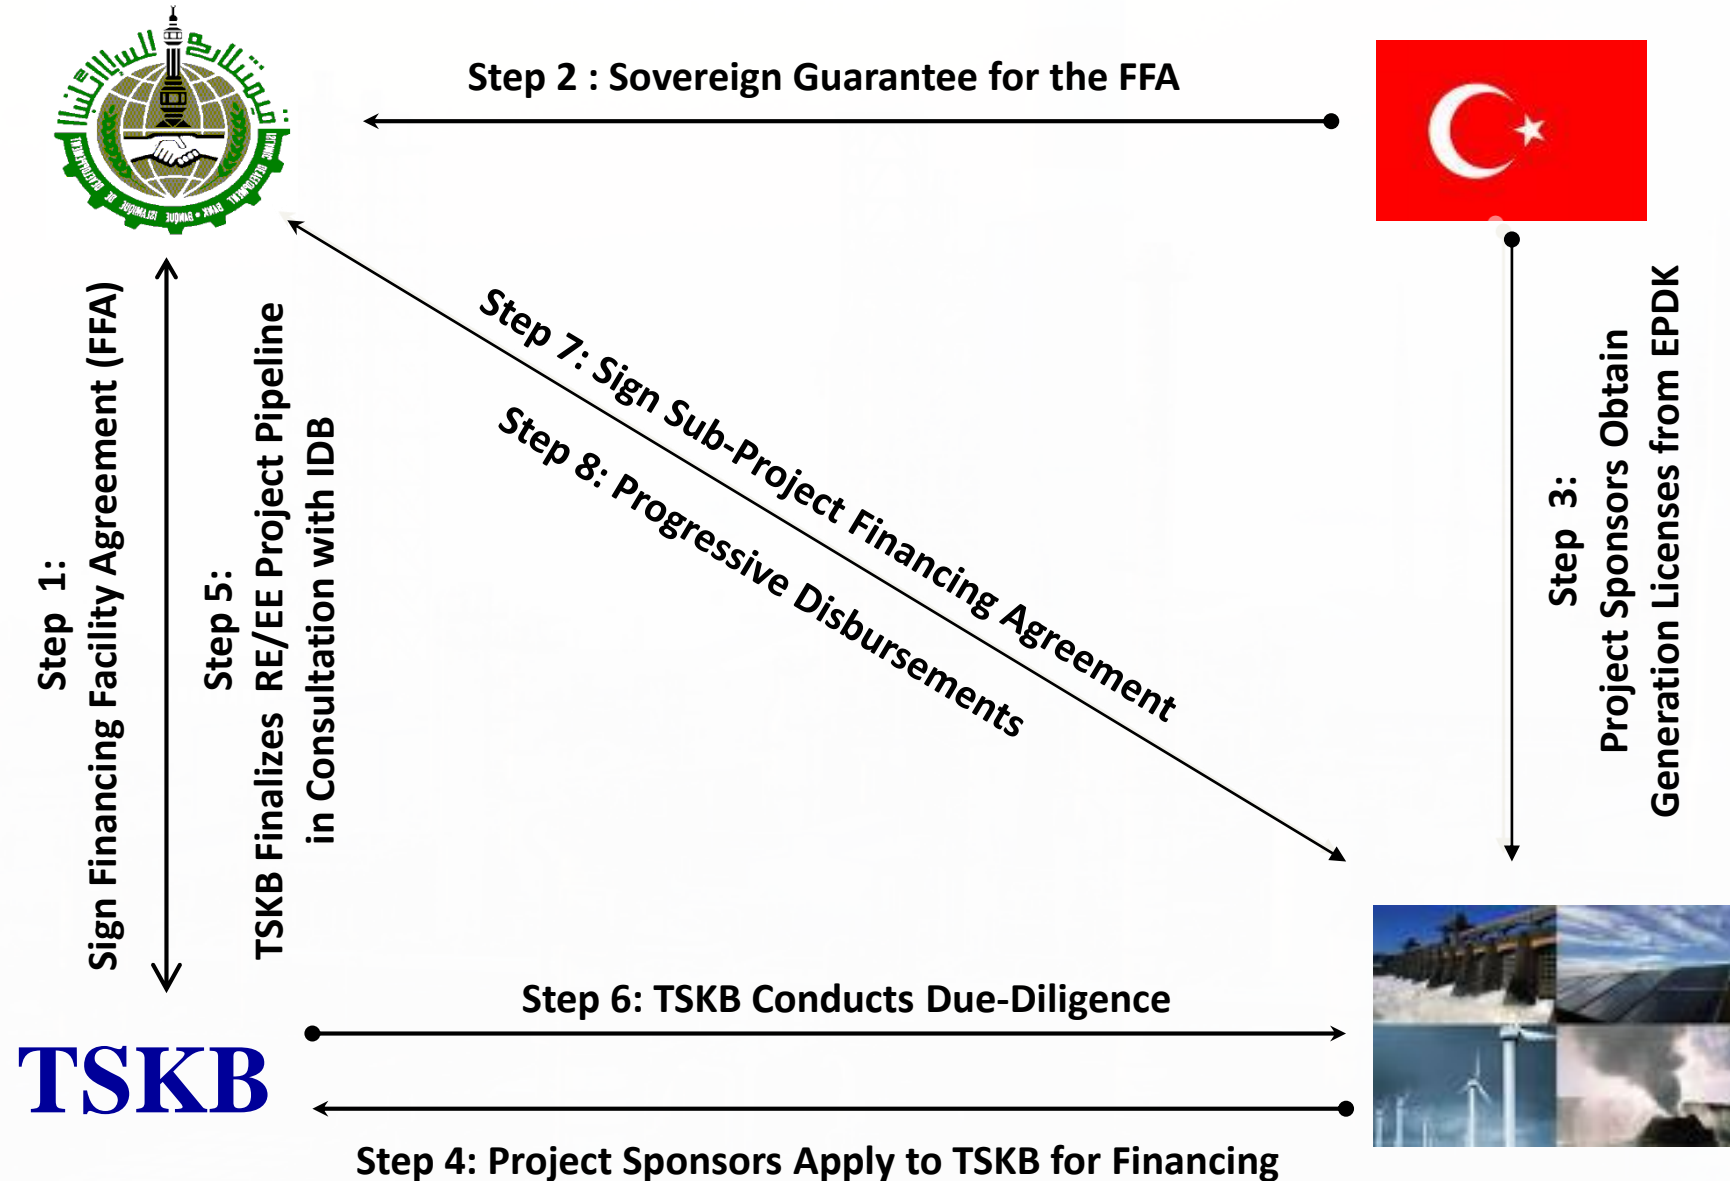 Step 2 : Sovereign Guarantee for the FFA
Step 1:
Sign Financing Facility Agreement (FFA)
Step 5:
TSKB Finalizes RE/EE Project Pipeline
in Consultation with IDB
Step 7: Sign Sub-Project Financing Agreement
Step 8: Progressive Disbursements
Step 3:
Project Sponsors Obtain
Generation Licenses from EPDK
Step 6: TSKB Conducts Due-Diligence
TSKB
Step 4: Project Sponsors Apply to TSKB for Financing